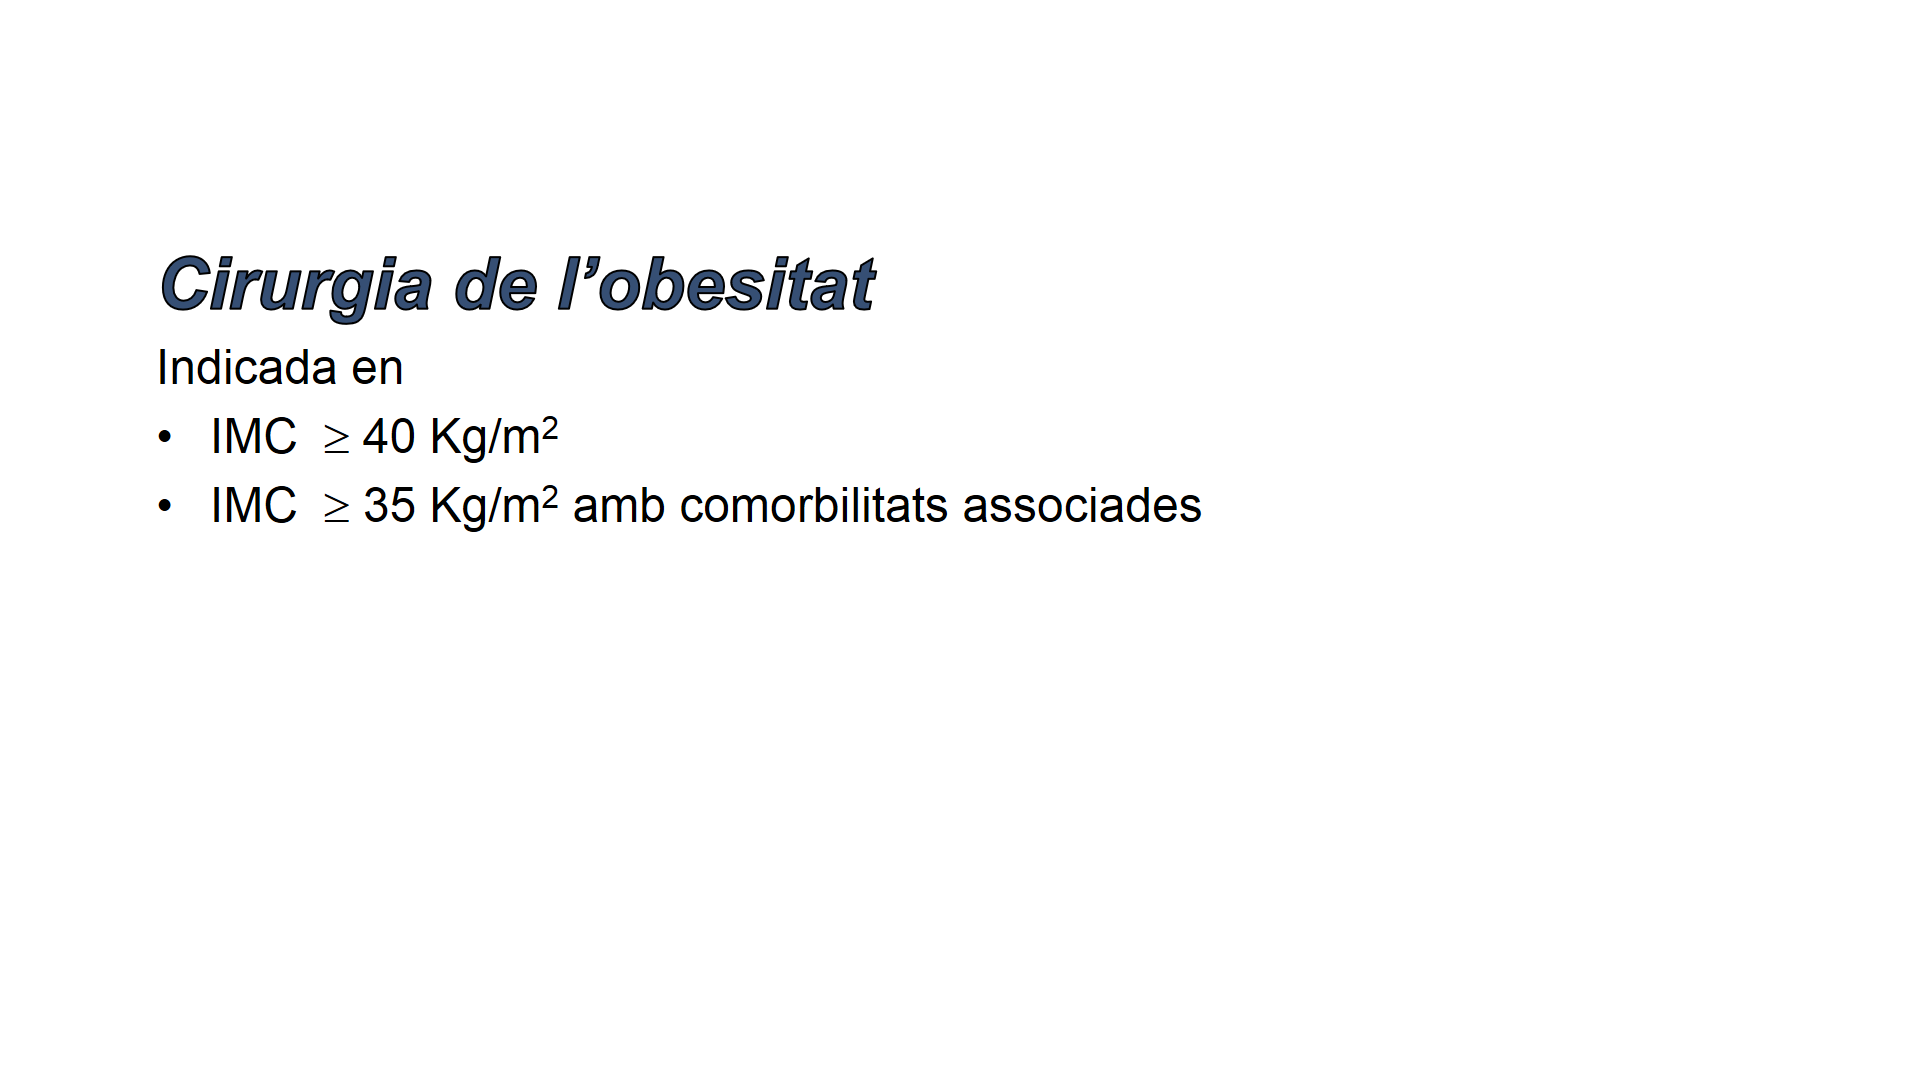 Cirurgia de l’obesitat
Indicada en
• IMC ≥ 40 Kg/m²
• IMC ≥ 35 Kg/m² amb comorbilitats associades